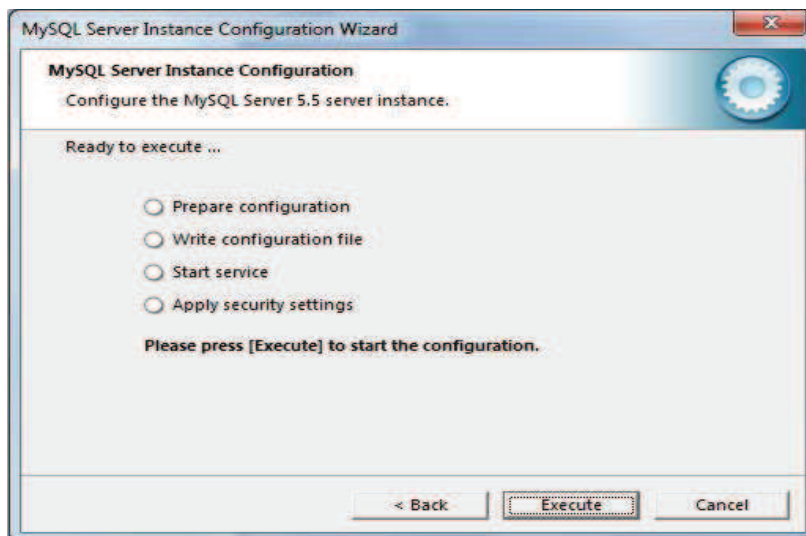 MySQL Server Instance Configuration Wizard
MySQL Server Instance Configuration
Configure the MySQL Server 5.5 server instance.
Ready to execute ...
Prepare configuration
Write configuration file
Start service
Apply security settings
Please press [Execute] to start the configuration.
< Back
Execute
Cancel